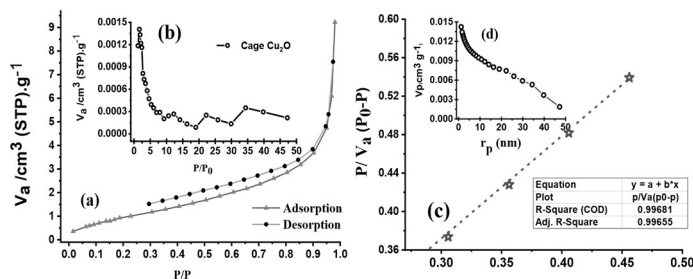 Va /cm³ (STP).g⁻¹
9
8
7
6
5
4
3
2
1
0
0.0 0.1 0.2 0.3 0.4 0.5 0.6 0.7 0.8 0.9 1.0
P/P
(a)
Adsorption
Desorption
(b)
Cage Cu₂O
Va /cm³ (STP).g⁻¹
0.0015
0.0012
0.0009
0.0006
0.0003
0.0000
0 5 10 15 20 25 30 35 40 45 50
P/P₀
P/ Va (P₀-P)
0.60
0.54
0.48
0.42
0.36
0.30 0.35 0.40 0.45 0.50
(c)
Equation y = a + b*x
Plot p/Va(p0-p)
R-Square (COD) 0.99681
Adj. R-Square 0.99655
(d)
Vp.cm3 g⁻¹
0.015
0.012
0.009
0.006
0.003
0.000
0 10 20 30 40 50
rp (nm)